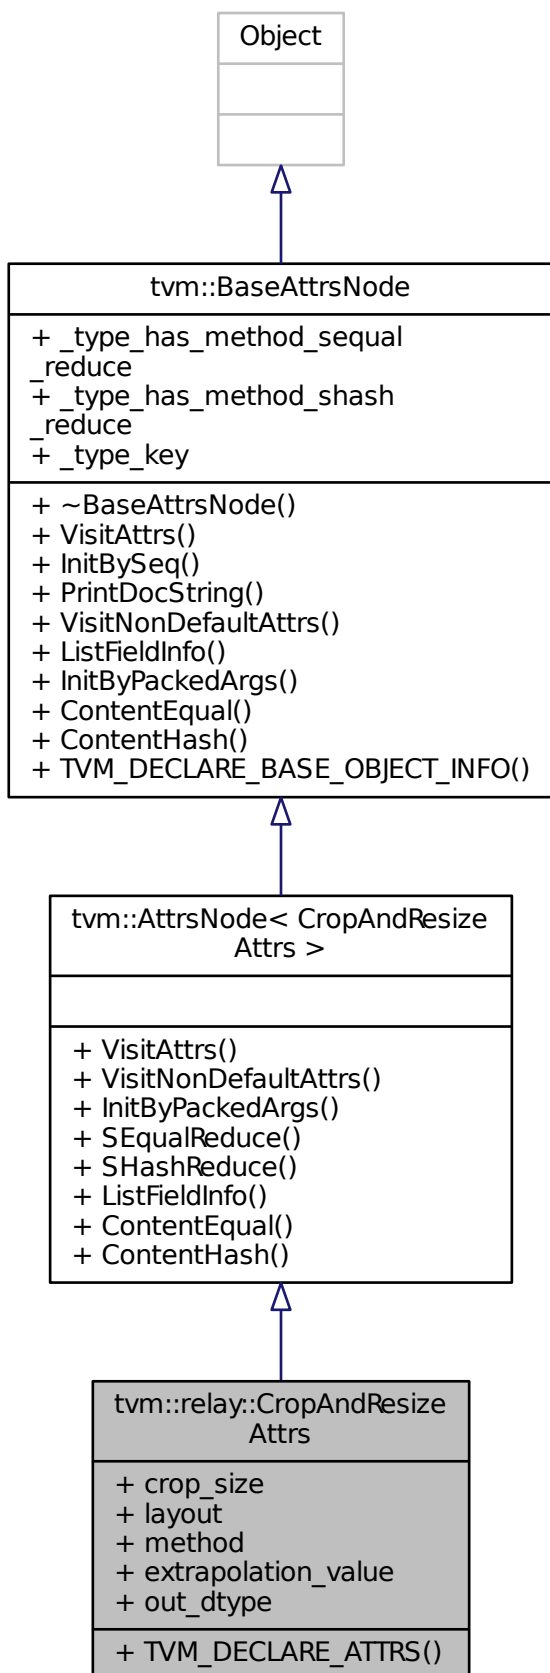 Object
tvm::BaseAttrsNode
+ _type_has_method_sequal
_reduce
+ _type_has_method_shash
_reduce
+ _type_key
+ ~BaseAttrsNode()
+ VisitAttrs()
+ InitBySeq()
+ PrintDocString()
+ VisitNonDefaultAttrs()
+ ListFieldInfo()
+ InitByPackedArgs()
+ ContentEqual()
+ ContentHash()
+ TVM_DECLARE_BASE_OBJECT_INFO()
tvm::AttrsNode< CropAndResize
Attrs >
+ VisitAttrs()
+ VisitNonDefaultAttrs()
+ InitByPackedArgs()
+ SEqualReduce()
+ SHashReduce()
+ ListFieldInfo()
+ ContentEqual()
+ ContentHash()
tvm::relay::CropAndResize
Attrs
+ crop_size
+ layout
+ method
+ extrapolation_value
+ out_dtype
+ TVM_DECLARE_ATTRS()